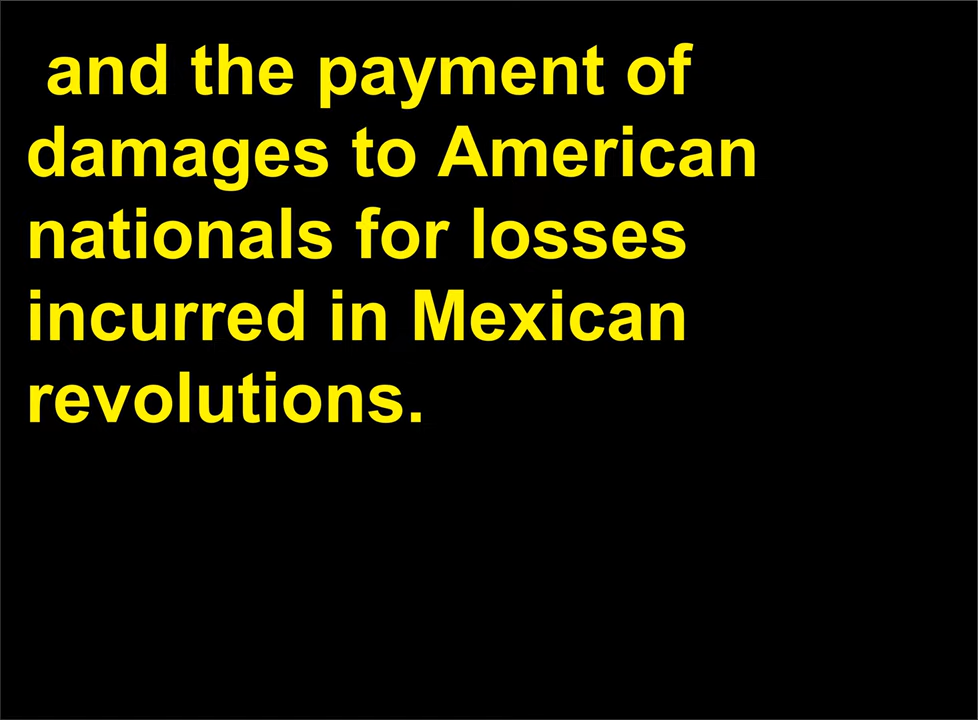 and the payment of
damages to American
nationals for losses
incurred in Mexican
revolutions.